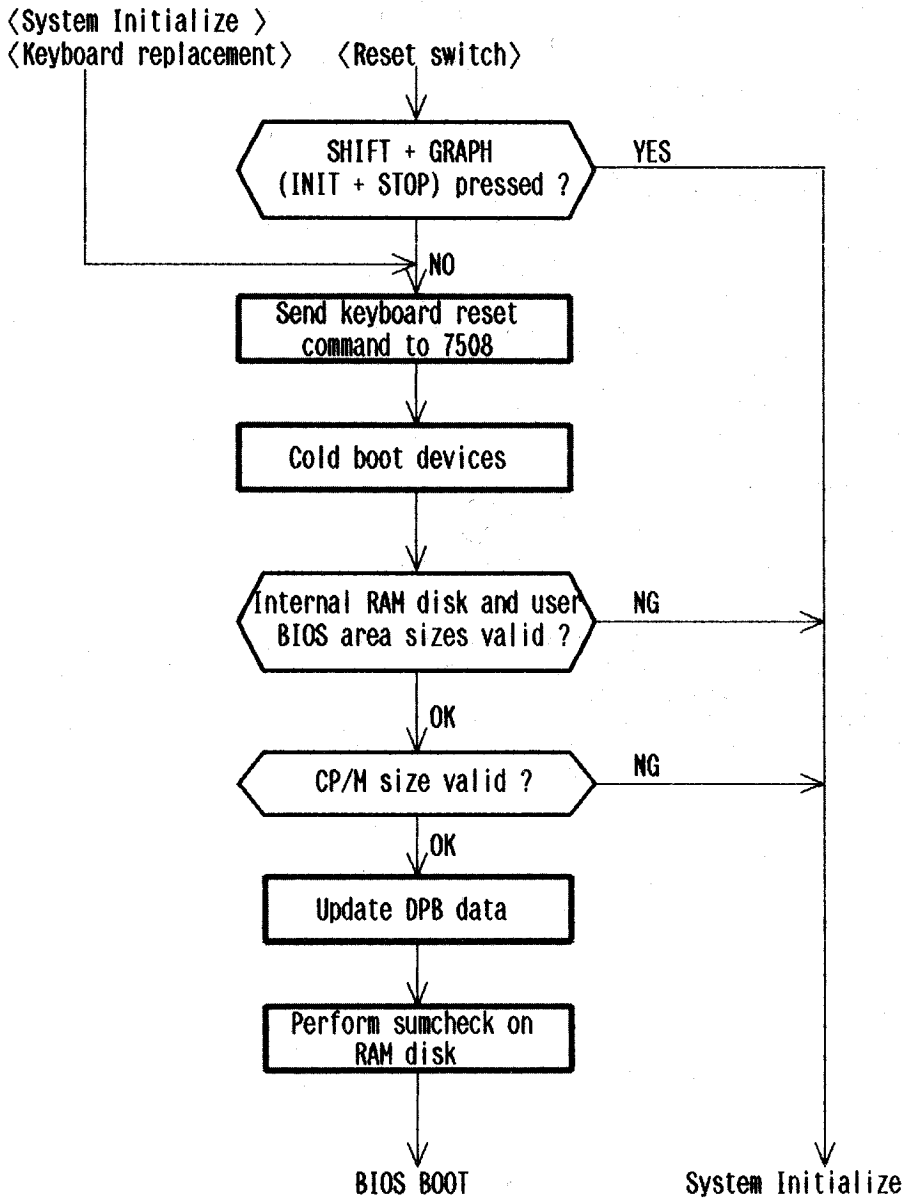 〈System Initialize 〉
〈Keyboard replacement〉 〈Reset switch〉
SHIFT + GRAPH
(INIT + STOP) pressed ?
YES
NO
Send keyboard reset
command to 7508
Cold boot devices
Internal RAM disk and user
BIOS area sizes valid ?
NG
OK
CP/M size valid ?
NG
OK
Update DPB data
Perform sumcheck on
RAM disk
BIOS BOOT
System Initialize